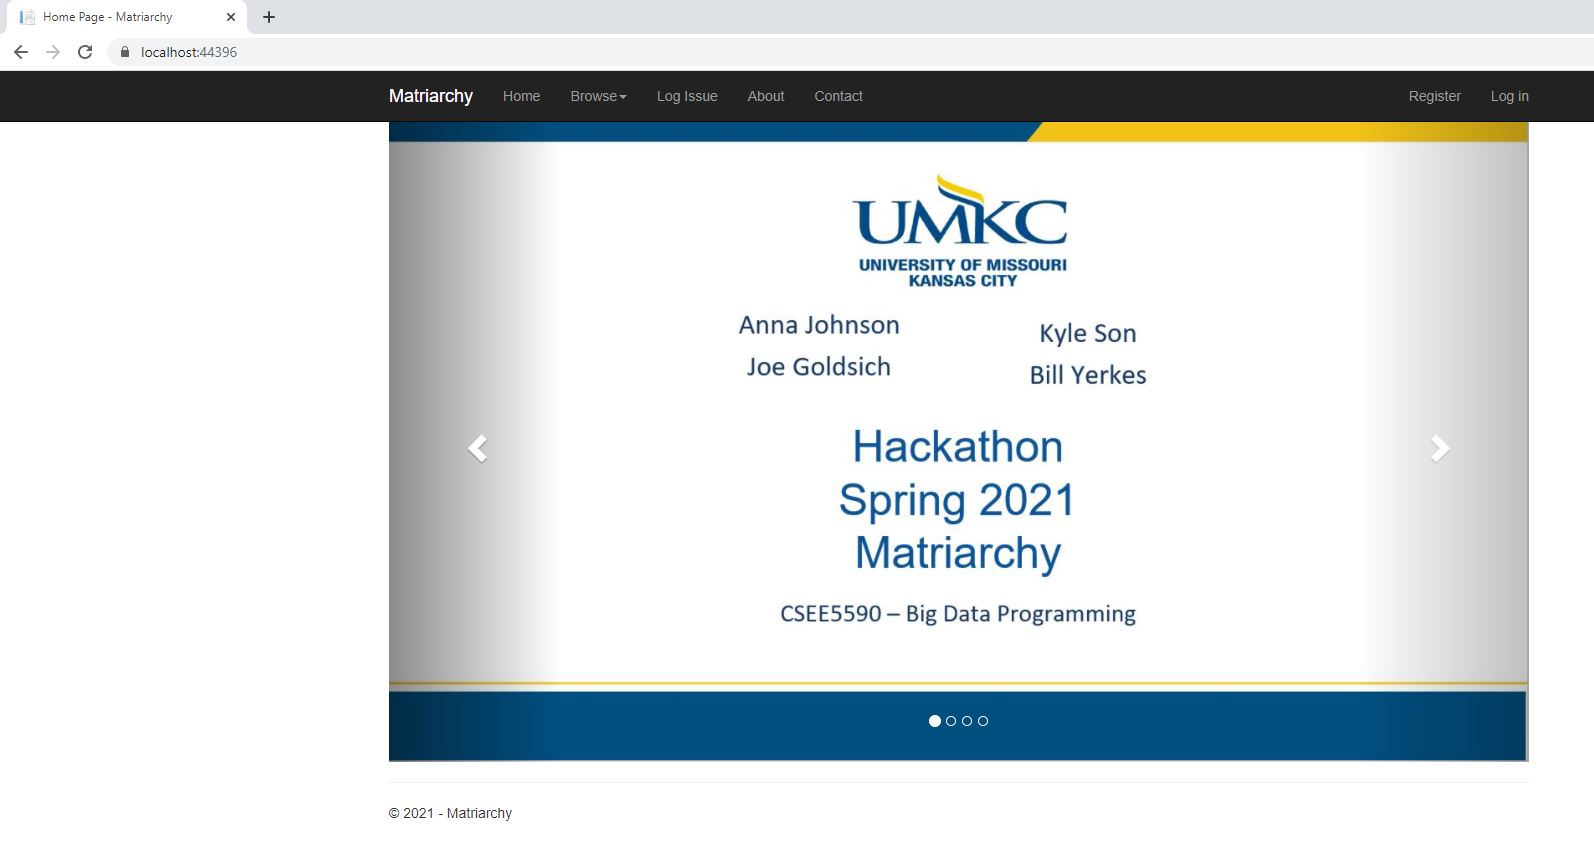 Home Page - Matriarchy
localhost:44396
Matriarchy Home Browse Log Issue About Contact Register Log in
UMKC
UNIVERSITY OF MISSOURI
KANSAS CITY
Anna Johnson
Joe Goldsich
Kyle Son
Bill Yerkes
Hackathon
Spring 2021
Matriarchy
CSEE5590 – Big Data Programming
© 2021 - Matriarchy